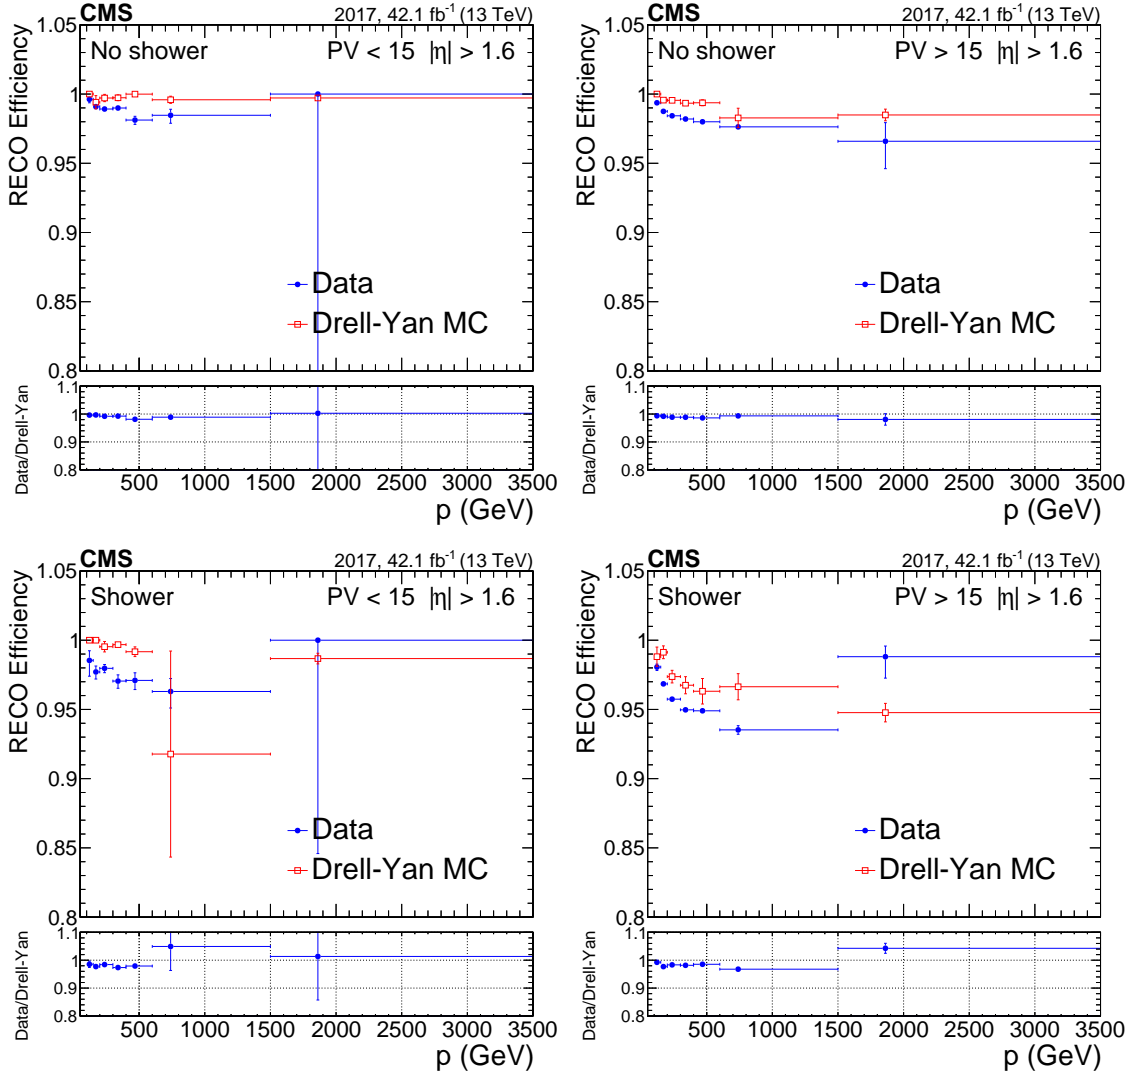 CMS 2017, 42.1 fb-1 (13 TeV)
No shower PV < 15 |η| > 1.6
RECO Efficiency
1.05
1
0.95
0.9
0.85
0.8
Data
Drell-Yan MC
Data/Drell-Yan
1.1
1
0.9
0.8
500 1000 1500 2000 2500 3000 3500
p (GeV)
CMS 2017, 42.1 fb-1 (13 TeV)
No shower PV > 15 |η| > 1.6
RECO Efficiency
1.05
1
0.95
0.9
0.85
0.8
Data
Drell-Yan MC
Data/Drell-Yan
1.1
1
0.9
0.8
500 1000 1500 2000 2500 3000 3500
p (GeV)
CMS 2017, 42.1 fb-1 (13 TeV)
Shower PV < 15 |η| > 1.6
RECO Efficiency
1.05
1
0.95
0.9
0.85
0.8
Data
Drell-Yan MC
Data/Drell-Yan
1.1
1
0.9
0.8
500 1000 1500 2000 2500 3000 3500
p (GeV)
CMS 2017, 42.1 fb-1 (13 TeV)
Shower PV > 15 |η| > 1.6
RECO Efficiency
1.05
1
0.95
0.9
0.85
0.8
Data
Drell-Yan MC
Data/Drell-Yan
1.1
1
0.9
0.8
500 1000 1500 2000 2500 3000 3500
p (GeV)